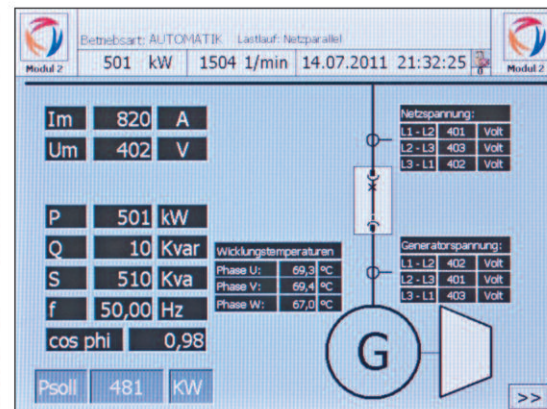 Betriebsart: AUTOMATIK Lastlauf: Netzparallel
Modul 2 501 kW 1504 1/min 14.07.2011 21:32:25 Modul 2
Im 820 A
Um 402 V
Netzspannung:
L1 - L2 401 Volt
L2 - L3 403 Volt
L3 - L1 402 Volt
P 501 kW
Q 10 Kvar
S 510 Kva
f 50,00 Hz
cos phi 0,98
Psoll 481 KW
Wicklungstemperaturen
Phase U: 69,3 °C
Phase V: 69,4 °C
Phase W: 67,0 °C
Generatorspannung:
L1 - L2 402 Volt
L2 - L3 401 Volt
L3 - L1 403 Volt
G
>>